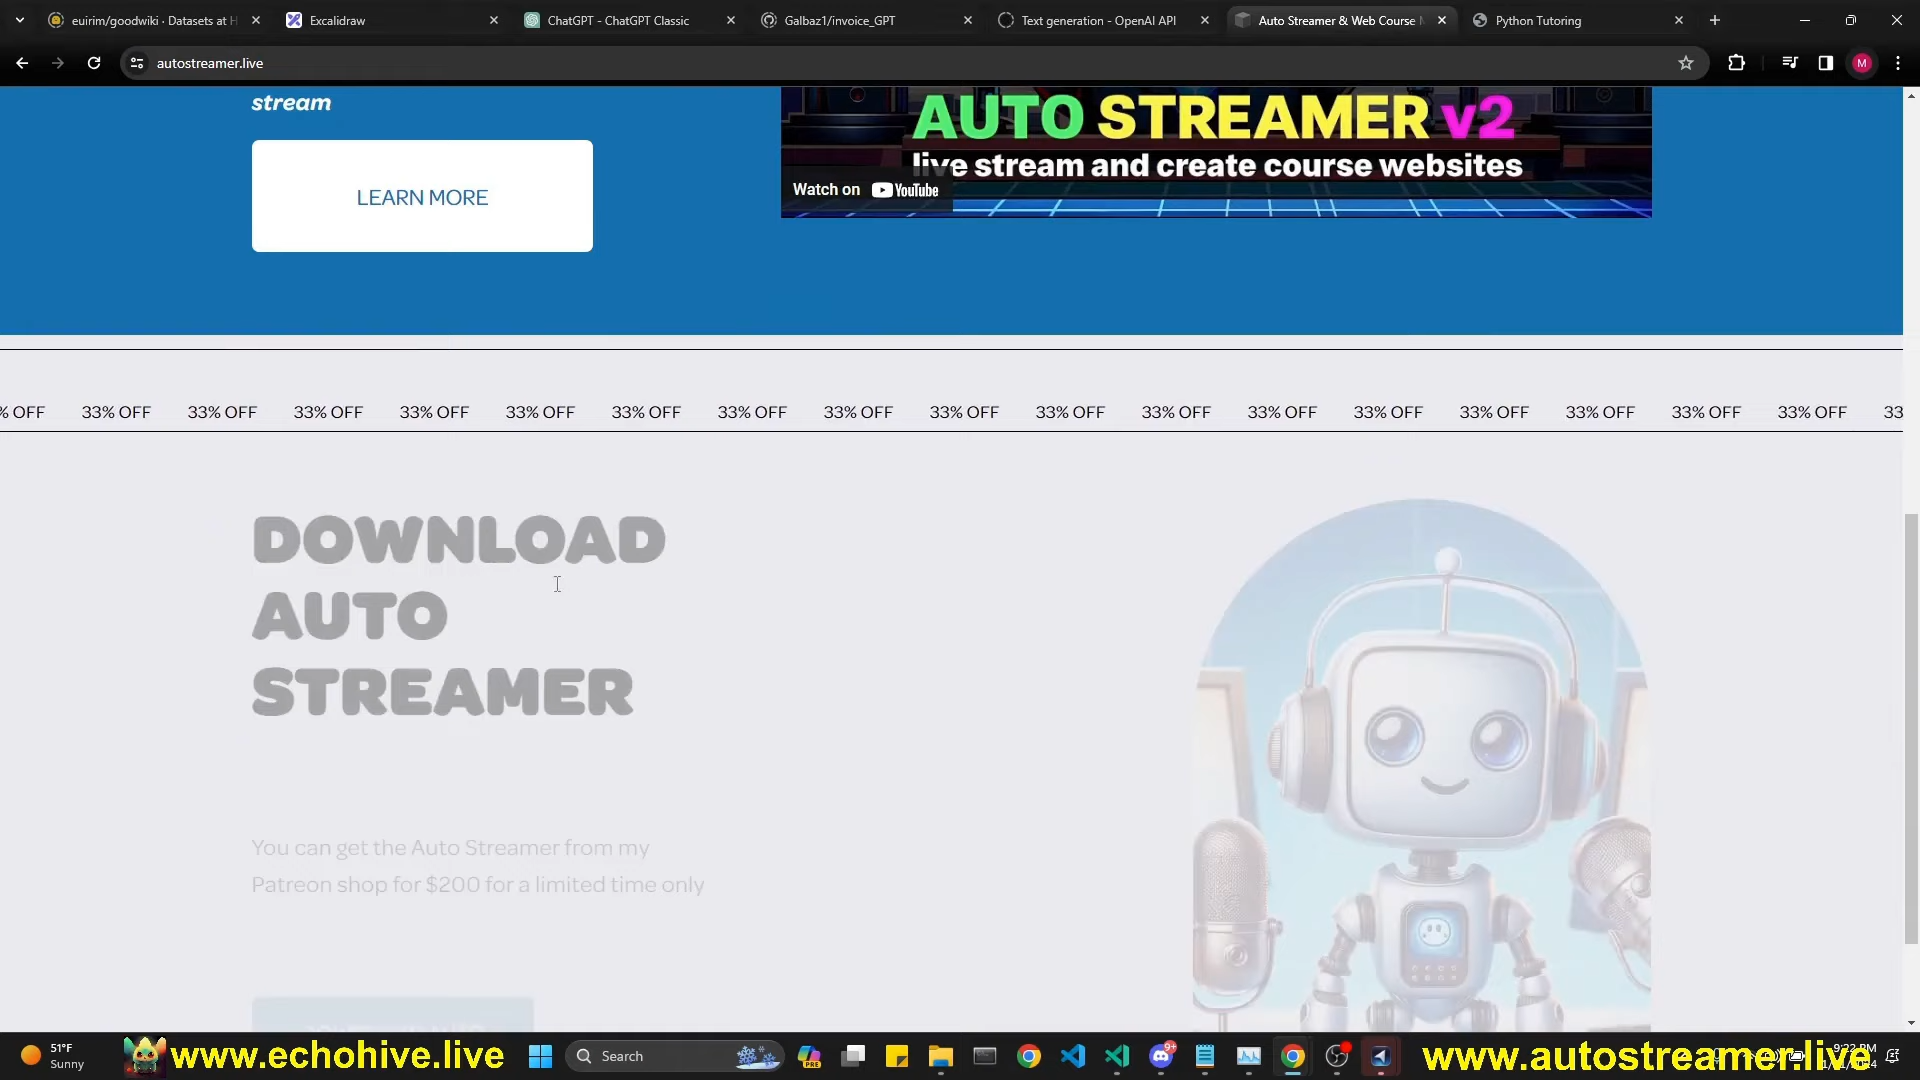 euirim/goodwiki · Datasets at H
Excalidraw
ChatGPT - ChatGPT Classic
Galbaz1/invoice_GPT
Text generation - OpenAI API
Auto Streamer & Web Course
Python Tutoring
autostreamer.live
M
stream
LEARN MORE
AUTO STREAMER v2
live stream and create course websites
Watch on YouTube
% OFF 33% OFF 33% OFF 33% OFF 33% OFF 33% OFF 33% OFF 33% OFF 33% OFF 33% OFF 33% OFF 33% OFF 33% OFF 33% OFF 33% OFF 33% OFF 33% OFF 33% OFF 33
DOWNLOAD
AUTO
STREAMER
You can get the Auto Streamer from my
Patreon shop for $200 for a limited time only
51°F
Sunny
www.echohive.live
Search
PRE
9+
www.autostreamer.live
9:22 PM